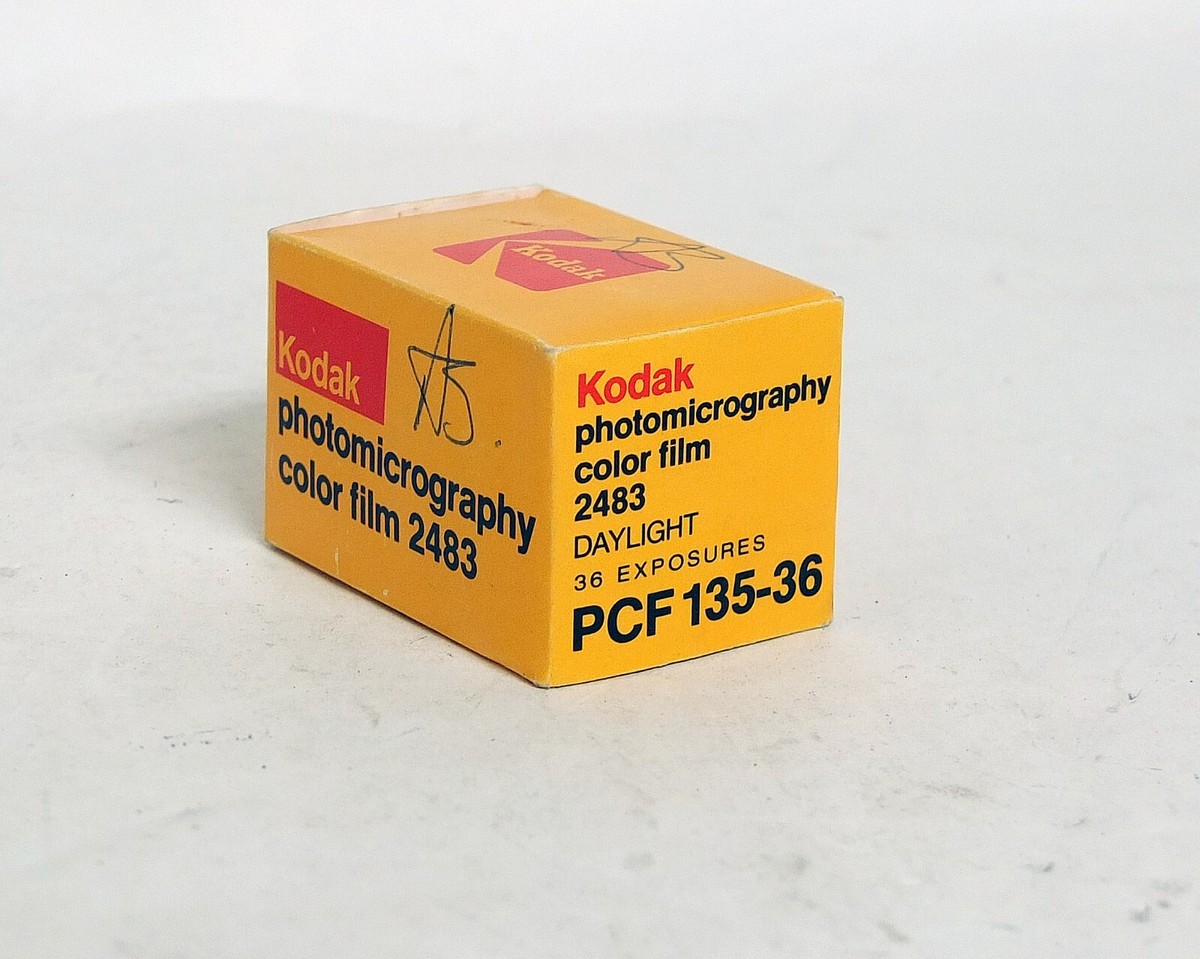 Kodak
Kodak
photomicrography
color film 2483
Kodak
photomicrography
color film
2483
DAYLIGHT
36 EXPOSURES
PCF 135-36